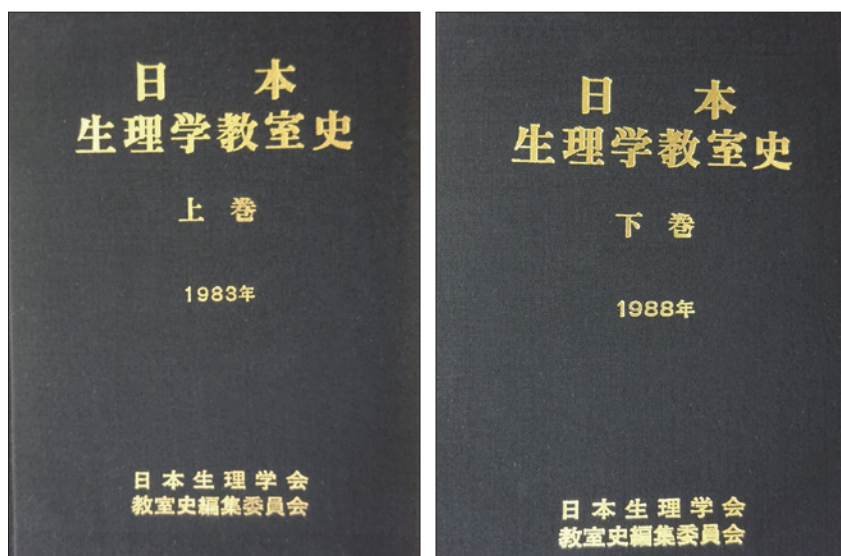 日本
生理学教室史
上巻
1983年
日本生理学会
教室史編集委員会
日本
生理学教室史
下巻
1988年
日本生理学会
教室史編集委員会